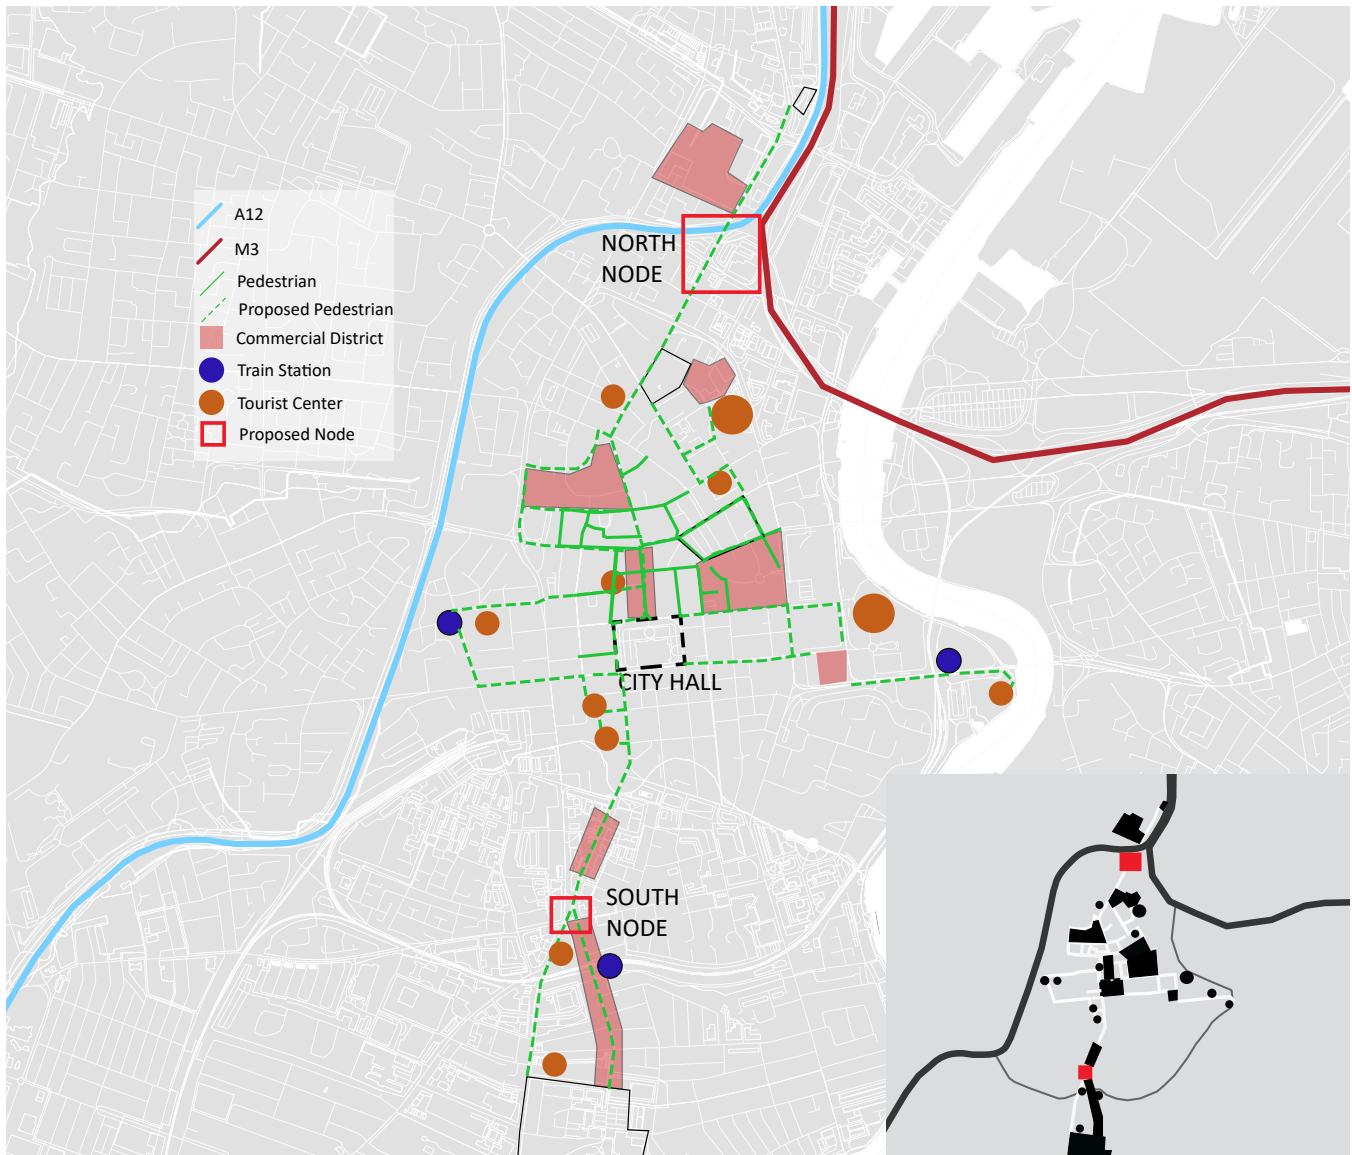 NORTH
NODE
A12
M3
Pedestrian
Proposed Pedestrian
Commercial District
Train Station
Tourist Center
Proposed Node
CITY HALL
SOUTH
NODE